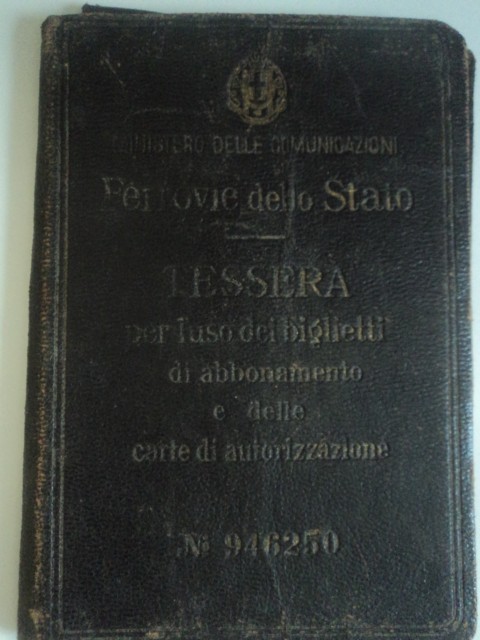 MINISTERO DELLE COMUNICAZIONI
Ferrovie dello Stato
TESSERA
per l'uso dei biglietti
di abbonamento
e delle
carte di autorizzazione
No 946250